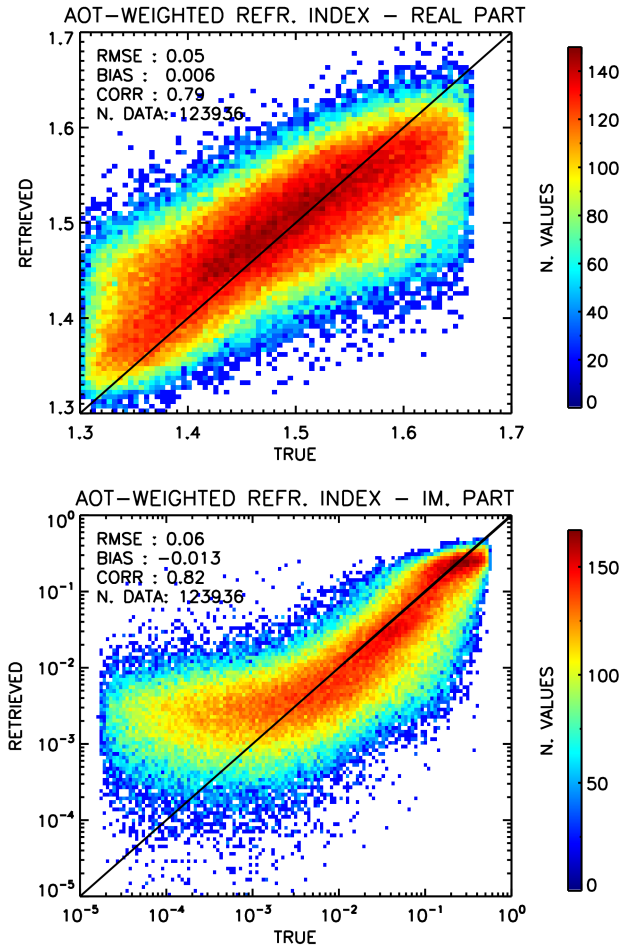 AOT-WEIGHTED REFR. INDEX - REAL PART
RMSE : 0.05
BIAS : 0.006
CORR : 0.79
N. DATA: 123936
1.7
1.6
1.5
1.4
1.3
RETRIEVED
1.3 1.4 1.5 1.6 1.7
TRUE
140
120
100
80
60
40
20
0
N. VALUES
AOT-WEIGHTED REFR. INDEX - IM. PART
RMSE : 0.06
BIAS : -0.013
CORR : 0.82
N. DATA: 123936
10⁰
10⁻¹
10⁻²
10⁻³
10⁻⁴
10⁻⁵
RETRIEVED
10⁻⁵ 10⁻⁴ 10⁻³ 10⁻² 10⁻¹ 10⁰
TRUE
150
100
50
0
N. VALUES